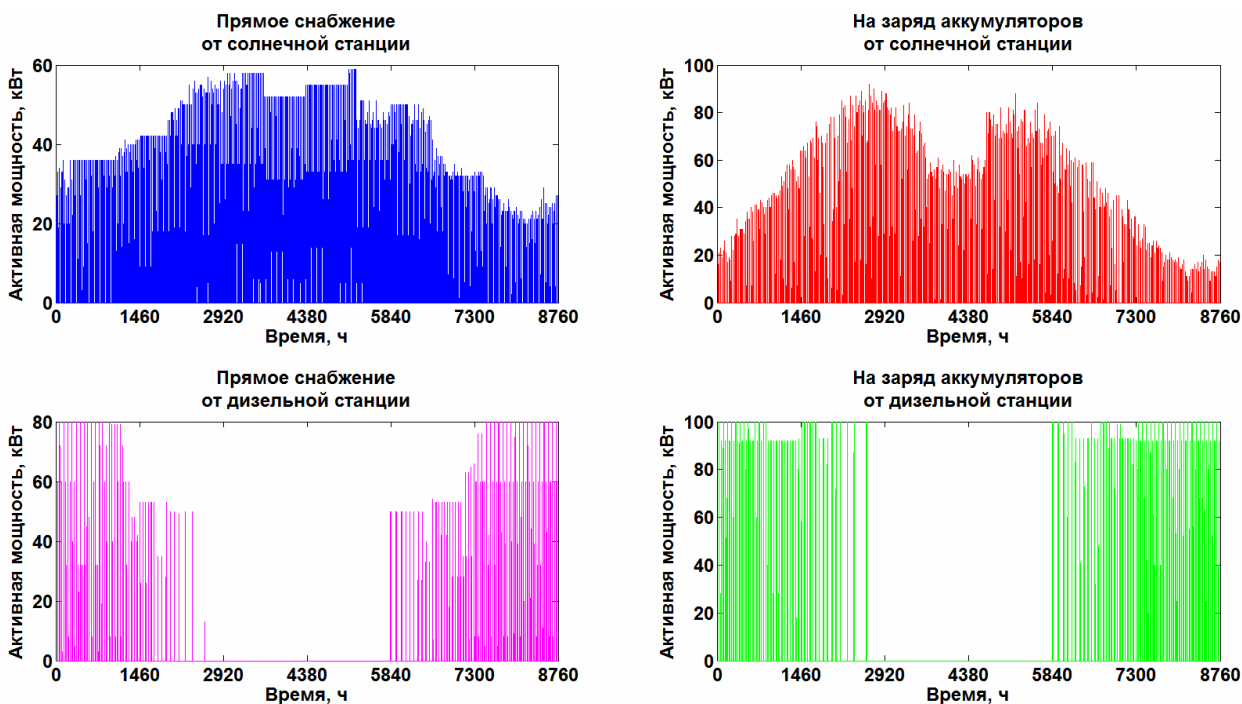 Прямое снабжение
от солнечной станции
Активная мощность, кВт
60
40
20
0
0 1460 2920 4380 5840 7300 8760
Время, ч
На заряд аккумуляторов
от солнечной станции
Активная мощность, кВт
100
80
60
40
20
0
0 1460 2920 4380 5840 7300 8760
Время, ч
Прямое снабжение
от дизельной станции
Активная мощность, кВт
80
60
40
20
0
0 1460 2920 4380 5840 7300 8760
Время, ч
На заряд аккумуляторов
от дизельной станции
Активная мощность, кВт
100
80
60
40
20
0
0 1460 2920 4380 5840 7300 8760
Время, ч